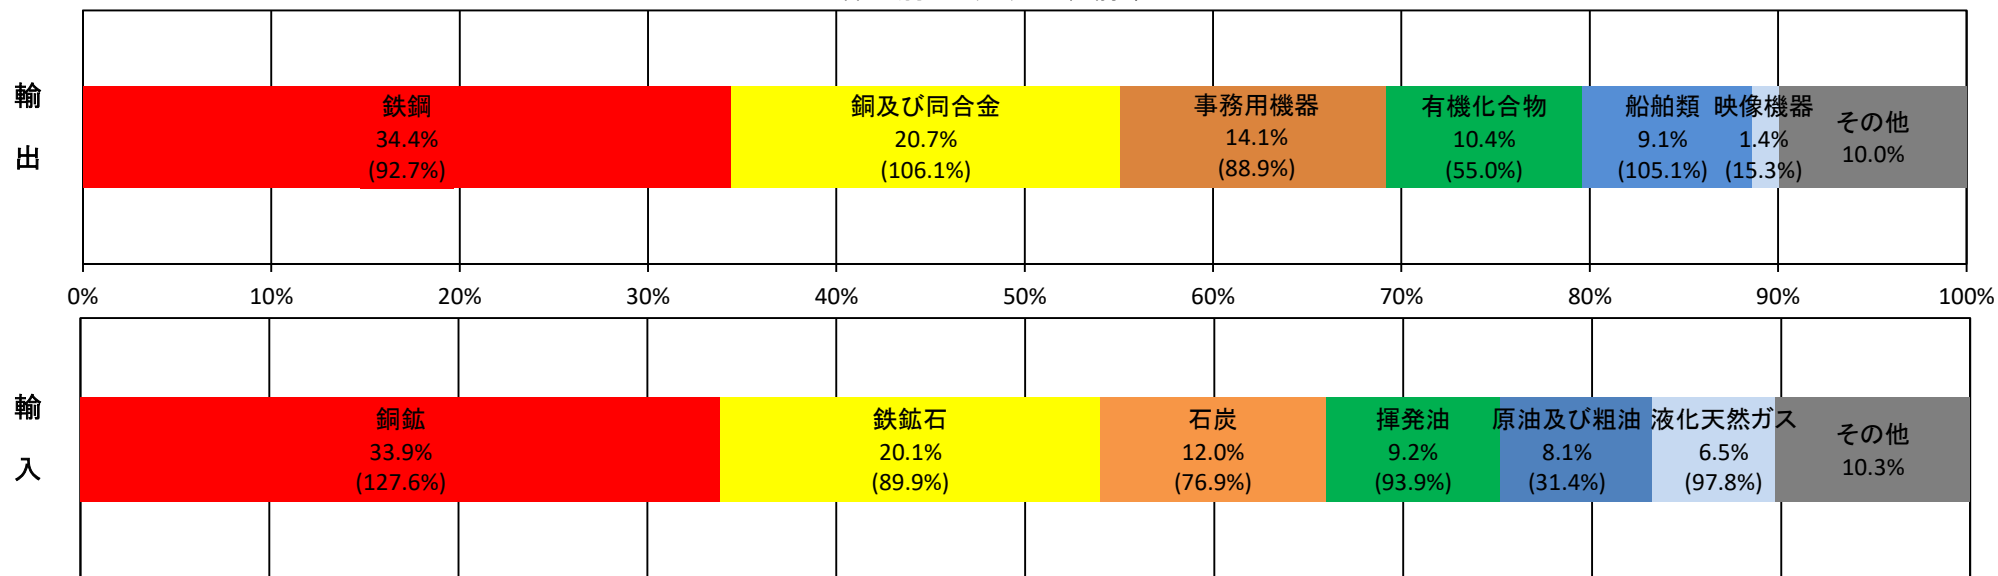 輸出
鉄鋼
34.4%
(92.7%)
銅及び同合金
20.7%
(106.1%)
事務用機器
14.1%
(88.9%)
有機化合物
10.4%
(55.0%)
船舶類
9.1%
(105.1%)
映像機器
1.4%
(15.3%)
その他
10.0%
0% 10% 20% 30% 40% 50% 60% 70% 80% 90% 100%
輸入
銅鉱
33.9%
(127.6%)
鉄鉱石
20.1%
(89.9%)
石炭
12.0%
(76.9%)
揮発油
9.2%
(93.9%)
原油及び粗油
8.1%
(31.4%)
液化天然ガス
6.5%
(97.8%)
その他
10.3%